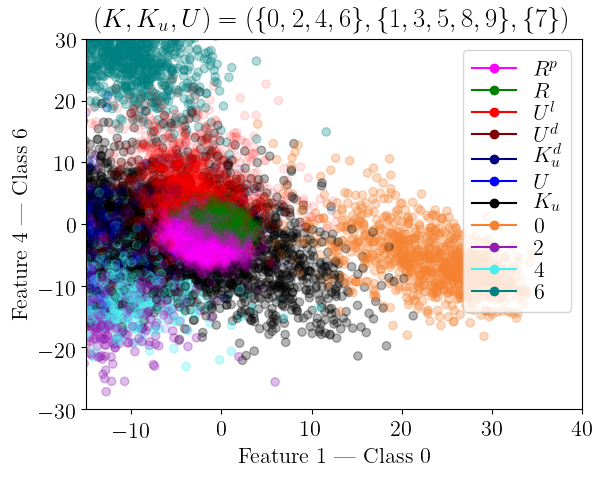 (K, K_u, U) = ({0, 2, 4, 6}, {1, 3, 5, 8, 9}, {7})
30
20
10
0
−10
−20
−30
Feature 4 — Class 6
−10
0
10
20
30
40
Feature 1 — Class 0
R^p
R
U^l
U^d
K_u^d
U
K_u
0
2
4
6